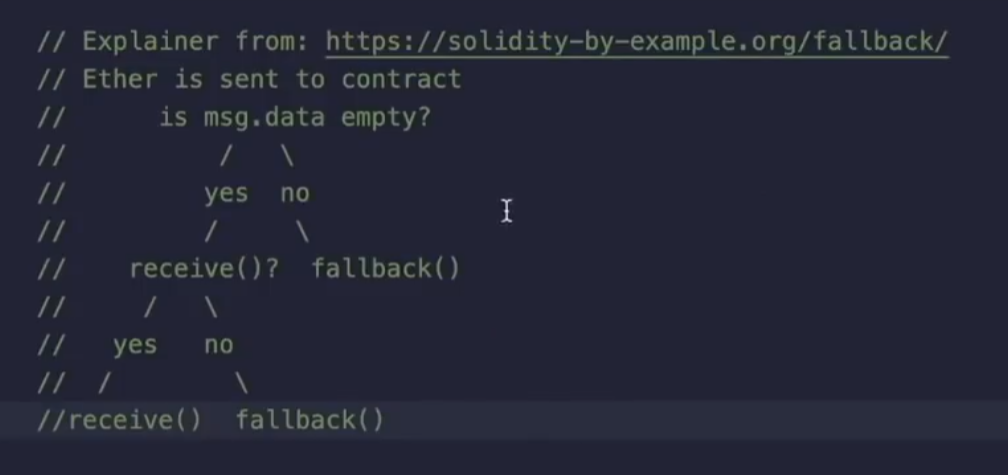 // Explainer from: https://solidity-by-example.org/fallback/
// Ether is sent to contract
//      is msg.data empty?
//          /   \
//         yes  no
//         /     \
//    receive()?  fallback()
//     /   \
//   yes   no
//  /        \
//receive()  fallback()